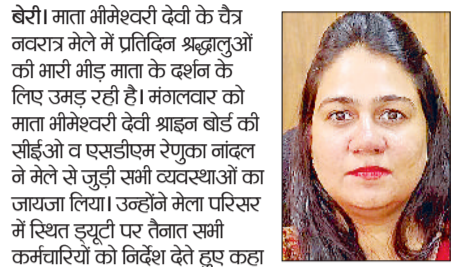 बेरी। माता भीमेश्वरी देवी के चैत्र
नवरात्र मेले में प्रतिदिन श्रद्धालुओं
की भारी भीड़ माता के दर्शन के
लिए उमड़ रही है। मंगलवार को
माता भीमेश्वरी देवी श्राइन बोर्ड की
सीईओ व एसडीएम रेणुका नांदल
ने मेले से जुड़ी सभी व्यवस्थाओं का
जायजा लिया। उन्होंने मेला परिसर
में स्थित ड्यूटी पर तैनात सभी
कर्मचारियों को निर्देश देते हुए कहा